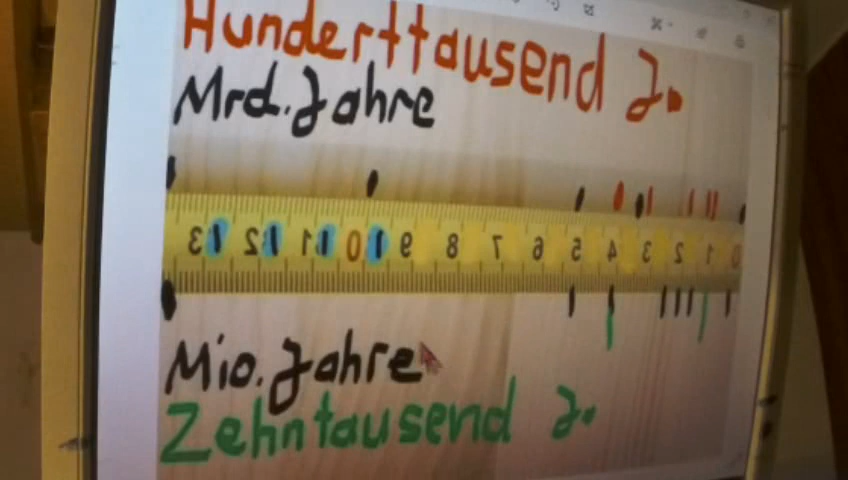 Hunderttausend J.
Mrd. Jahre
13 12 11 10 9 8 7 6 5 4 3 2 1 0
Mio. Jahre
Zehntausend J.